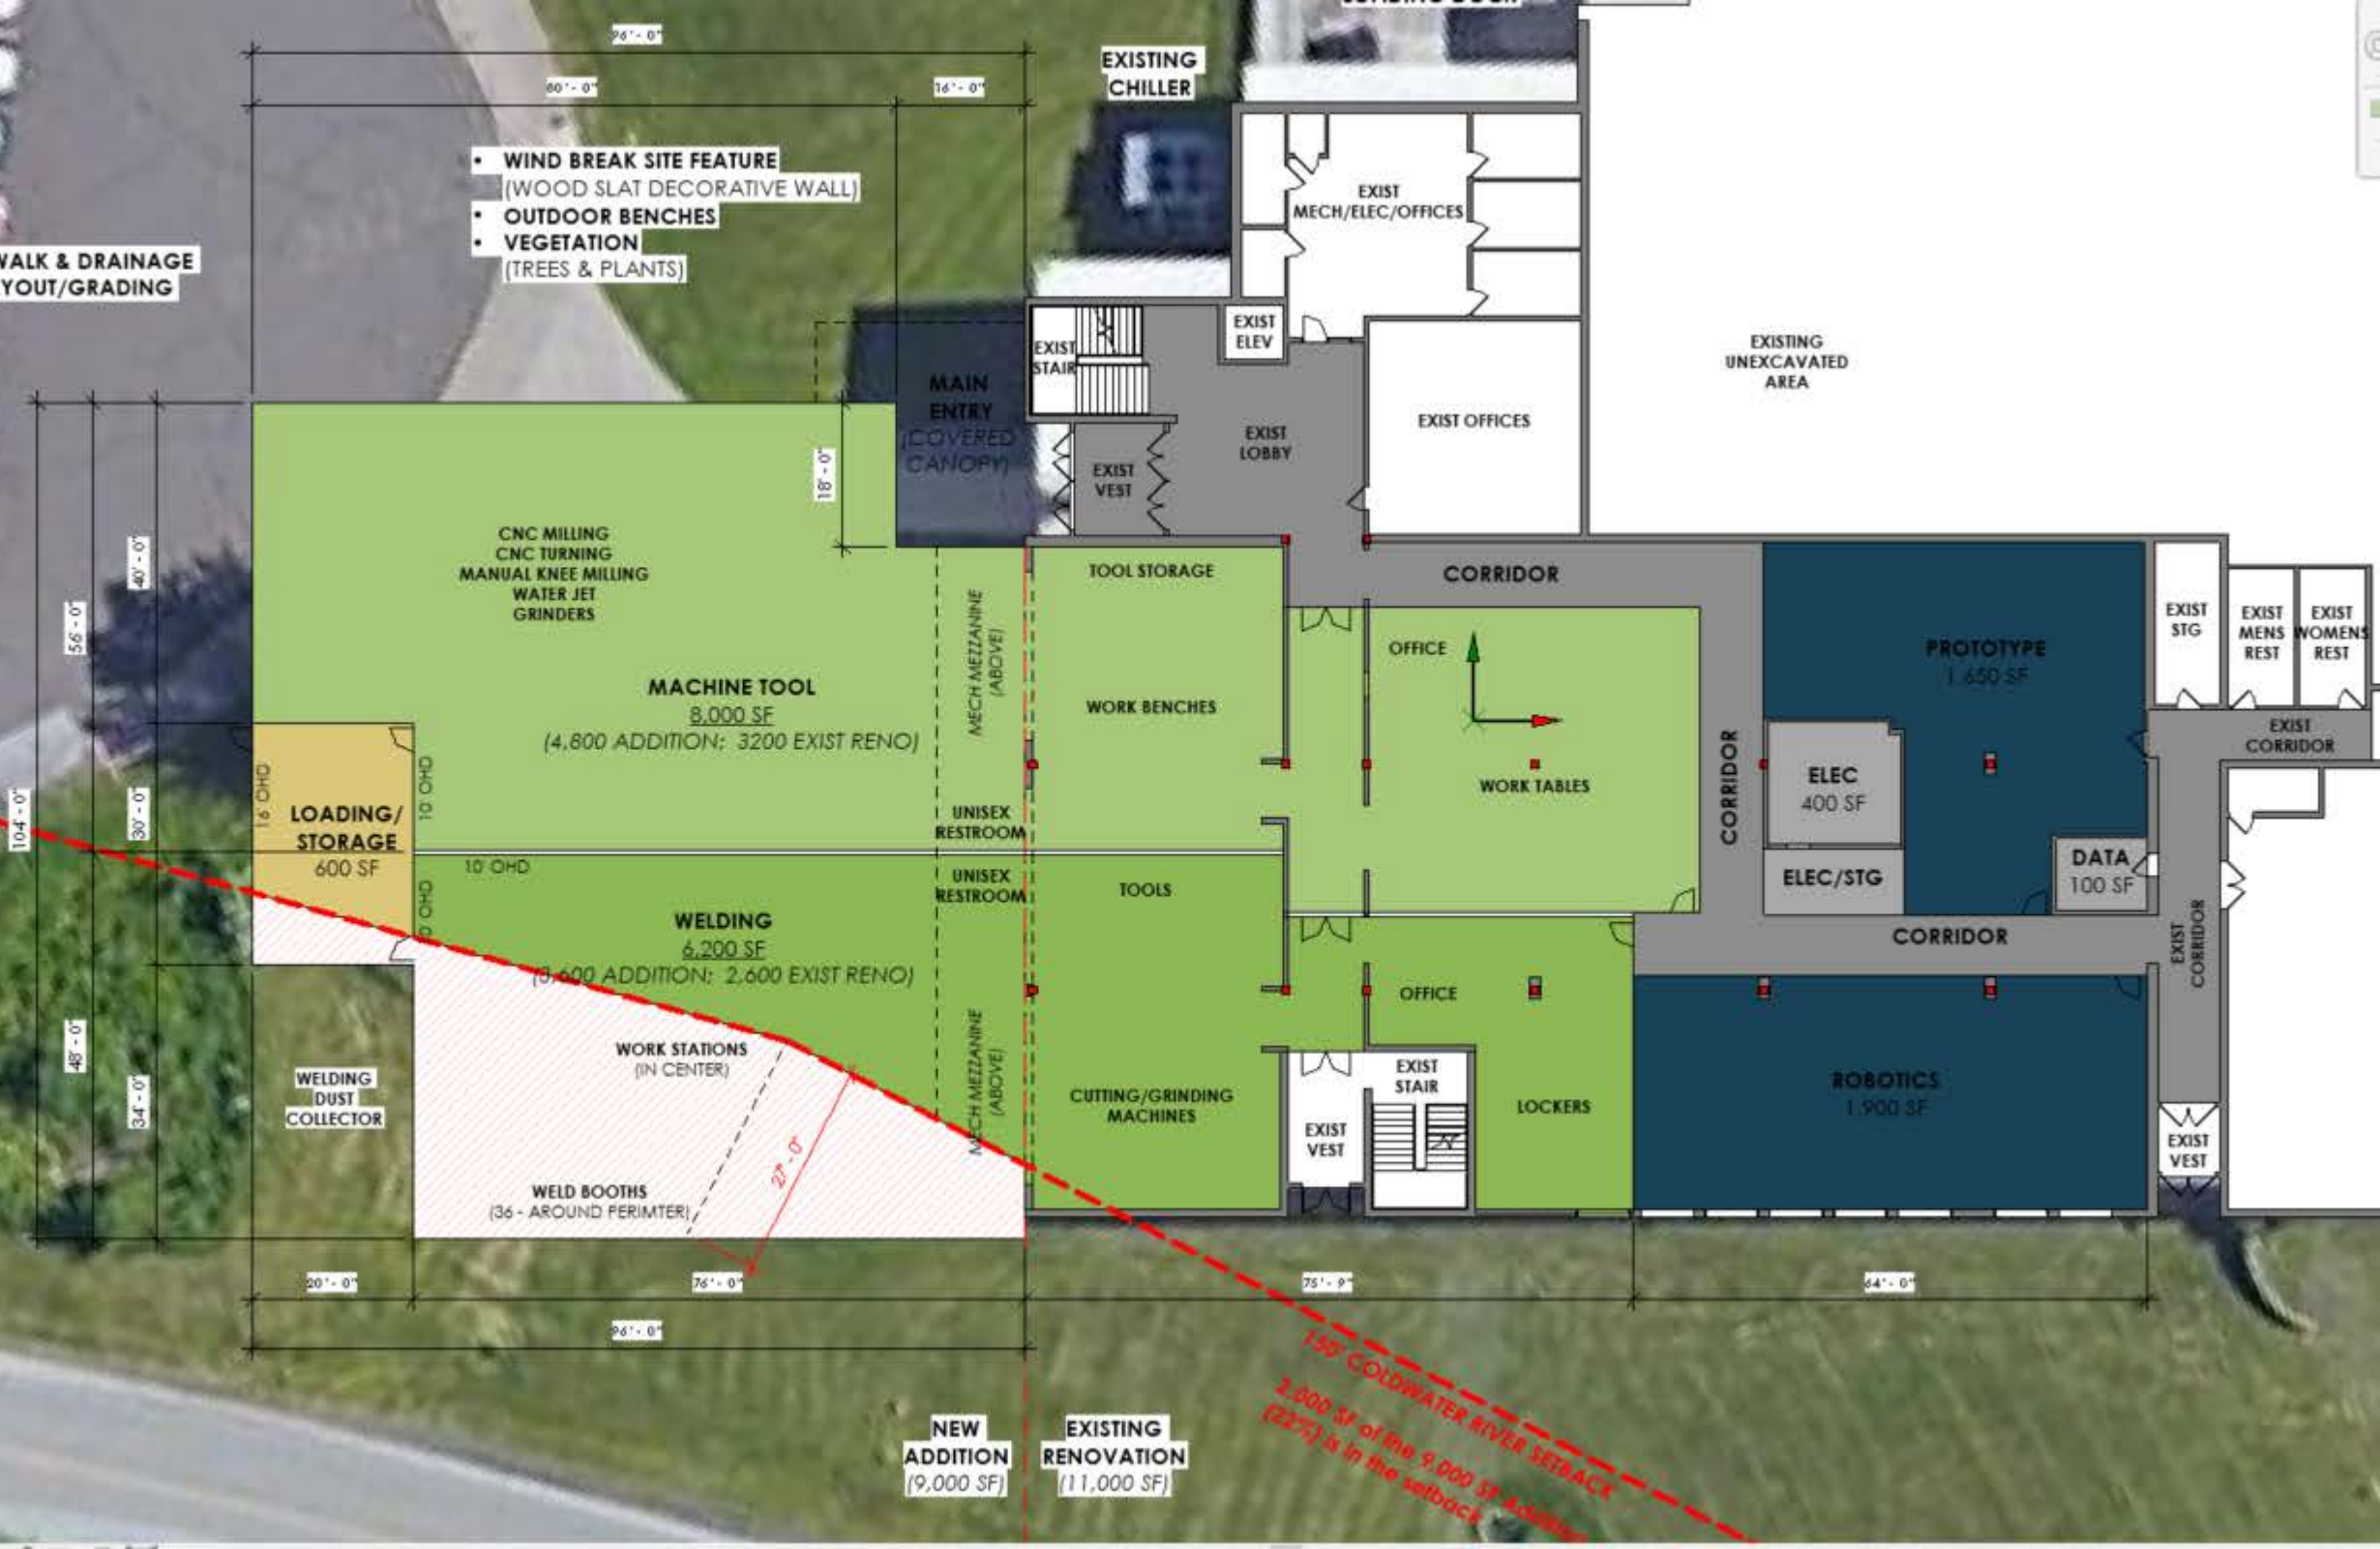 96'- 0"
80'- 0"
16'- 0"
EXISTING
CHILLER
• WIND BREAK SITE FEATURE
(WOOD SLAT DECORATIVE WALL)
• OUTDOOR BENCHES
• VEGETATION
(TREES & PLANTS)
WALK & DRAINAGE
YOUT/GRADING
EXIST
MECH/ELEC/OFFICES
EXIST
STAIR
EXIST
ELEV
EXISTING
UNEXCAVATED
AREA
MAIN
ENTRY
(COVERED
CANOPY)
EXIST OFFICES
EXIST
LOBBY
EXIST
VEST
18'- 0"
CNC MILLING
CNC TURNING
MANUAL KNEE MILLING
WATER JET
GRINDERS
40'- 0"
56'- 0"
104'- 0"
30'- 0"
48'- 0"
34'- 0"
MACHINE TOOL
8,000 SF
(4,800 ADDITION; 3200 EXIST RENO)
MECH MEZZANINE
(ABOVE)
TOOL STORAGE
WORK BENCHES
CORRIDOR
OFFICE
WORK TABLES
CORRIDOR
PROTOTYPE
1,650 SF
EXIST
STG
EXIST
MENS
REST
EXIST
WOMENS
REST
EXIST
CORRIDOR
ELEC
400 SF
ELEC/STG
DATA
100 SF
16' OHD
10' OHD
LOADING/
STORAGE
600 SF
UNISEX
RESTROOM
10' OHD
10' OHD
UNISEX
RESTROOM
TOOLS
WELDING
6,200 SF
(3,600 ADDITION; 2,600 EXIST RENO)
CORRIDOR
EXIST
CORRIDOR
OFFICE
WORK STATIONS
(IN CENTER)
MECH MEZZANINE
(ABOVE)
CUTTING/GRINDING
MACHINES
EXIST
STAIR
LOCKERS
ROBOTICS
1,900 SF
WELDING
DUST
COLLECTOR
EXIST
VEST
EXIST
VEST
27'- 0"
WELD BOOTHS
(36 - AROUND PERIMTER)
20'- 0"
76'- 0"
75'- 9"
64'- 0"
96'- 0"
150' COLDWATER RIVER SETBACK
2,000 SF of the 9,000 SF Addition
(22%) is in the setback
NEW
ADDITION
(9,000 SF)
EXISTING
RENOVATION
(11,000 SF)